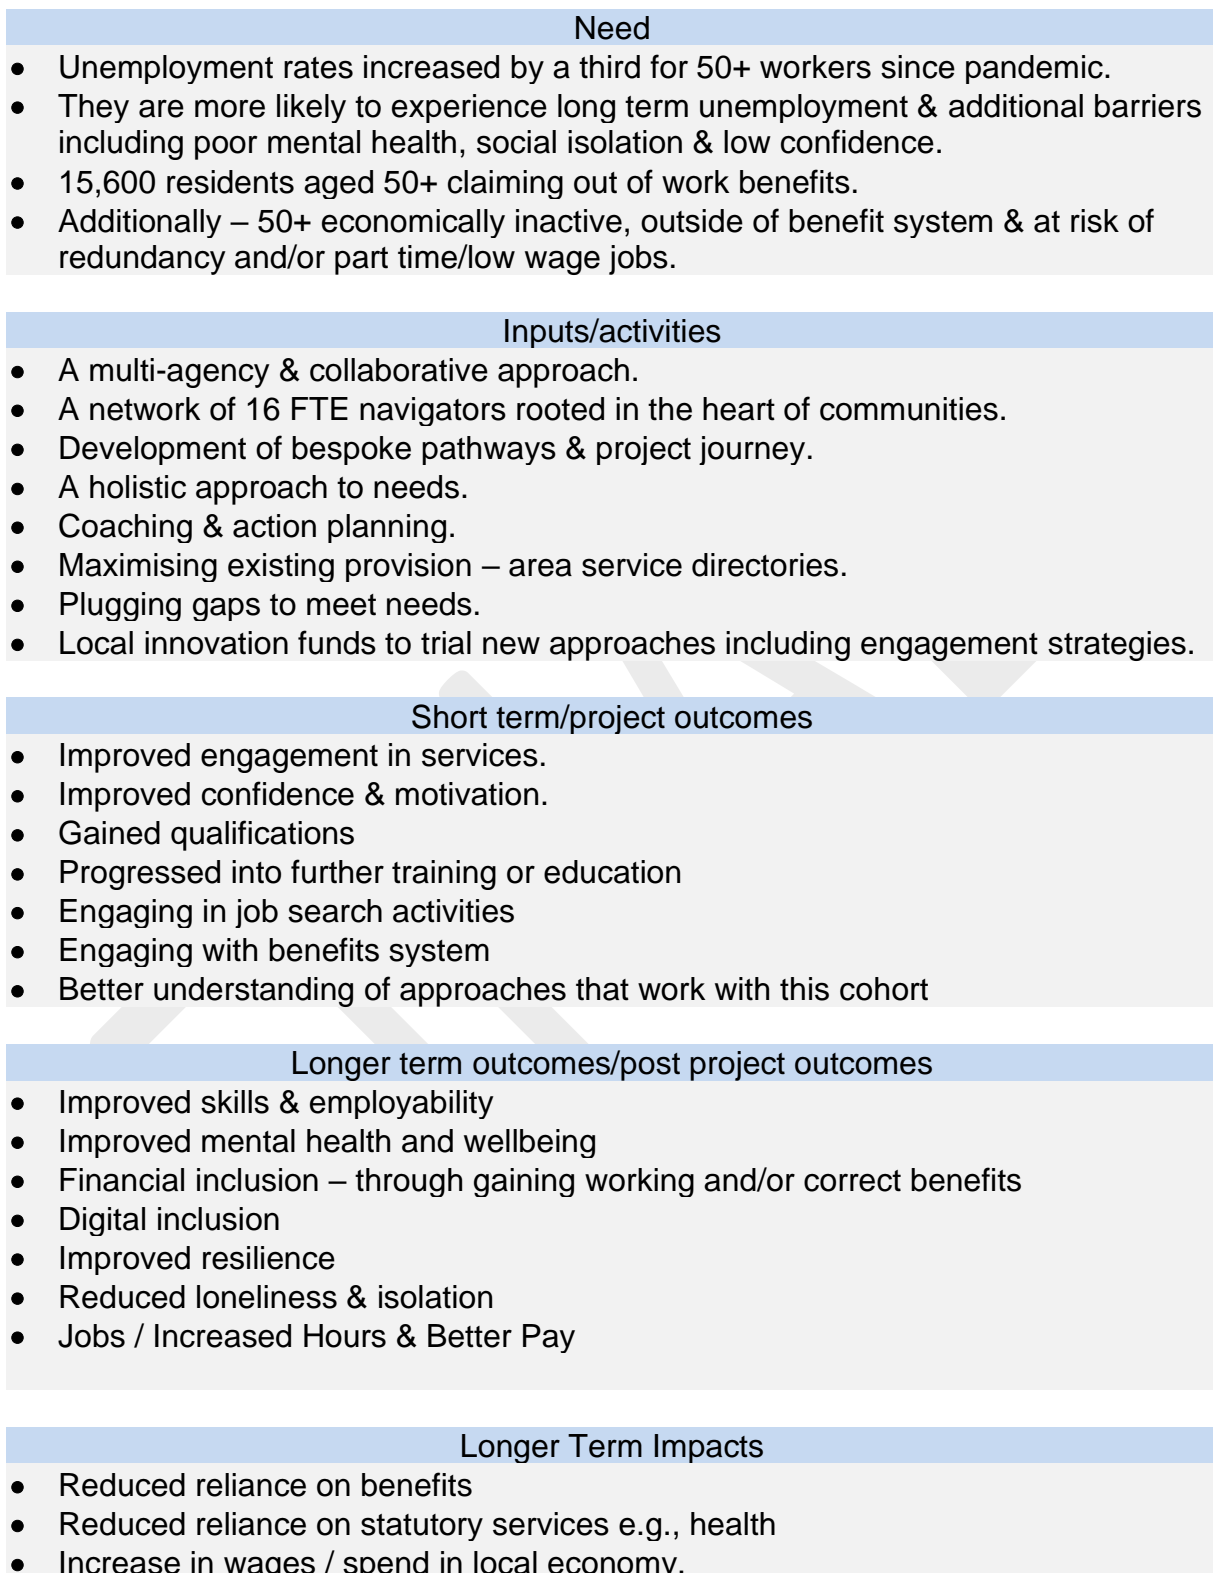 Need
• Unemployment rates increased by a third for 50+ workers since pandemic.
• They are more likely to experience long term unemployment & additional barriers
including poor mental health, social isolation & low confidence.
• 15,600 residents aged 50+ claiming out of work benefits.
• Additionally – 50+ economically inactive, outside of benefit system & at risk of
redundancy and/or part time/low wage jobs.
Inputs/activities
• A multi-agency & collaborative approach.
• A network of 16 FTE navigators rooted in the heart of communities.
• Development of bespoke pathways & project journey.
• A holistic approach to needs.
• Coaching & action planning.
• Maximising existing provision – area service directories.
• Plugging gaps to meet needs.
• Local innovation funds to trial new approaches including engagement strategies.
Short term/project outcomes
• Improved engagement in services.
• Improved confidence & motivation.
• Gained qualifications
• Progressed into further training or education
• Engaging in job search activities
• Engaging with benefits system
• Better understanding of approaches that work with this cohort
Longer term outcomes/post project outcomes
• Improved skills & employability
• Improved mental health and wellbeing
• Financial inclusion – through gaining working and/or correct benefits
• Digital inclusion
• Improved resilience
• Reduced loneliness & isolation
• Jobs / Increased Hours & Better Pay
Longer Term Impacts
• Reduced reliance on benefits
• Reduced reliance on statutory services e.g., health
• Increase in wages / spend in local economy.